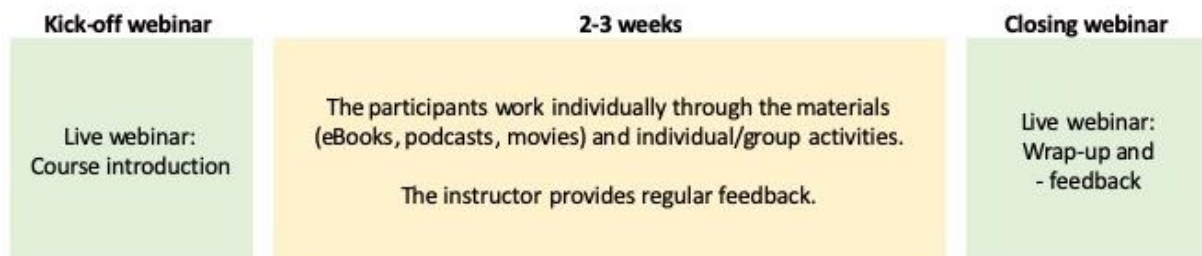 Kick-off webinar
2-3 weeks
Closing webinar
Live webinar:
Course introduction
The participants work individually through the materials
(eBooks, podcasts, movies) and individual/group activities.
The instructor provides regular feedback.
Live webinar:
Wrap-up and
- feedback